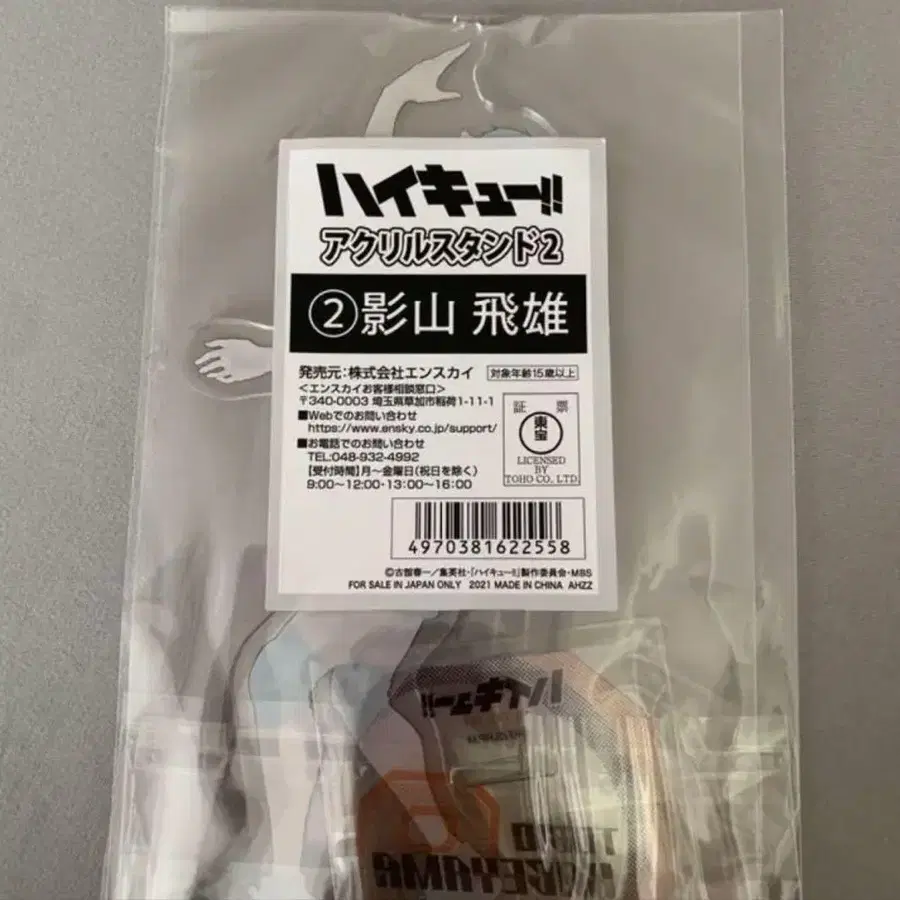 ハイキュー!!
アクリルスタンド2
②影山 飛雄
発売元:株式会社エンスカイ 対象年齢15歳以上
<エンスカイお客様相談窓口>
〒340-0003 埼玉県草加市稲荷1-11-1
■Webでのお問い合わせ
https://www.ensky.co.jp/support/
■お電話でのお問い合わせ
TEL:048-932-4992
【受付時間】月〜金曜日(祝日を除く)
9:00〜12:00・13:00〜16:00
証 票
東宝
LICENSED
BY
TOHO CO., LTD.
4970381622558
©古舘春一/集英社・「ハイキュー!!」製作委員会・MBS
FOR SALE IN JAPAN ONLY 2021 MADE IN CHINA AHZZ
ハイキュー!!
TOBIO
KAGEYAMA